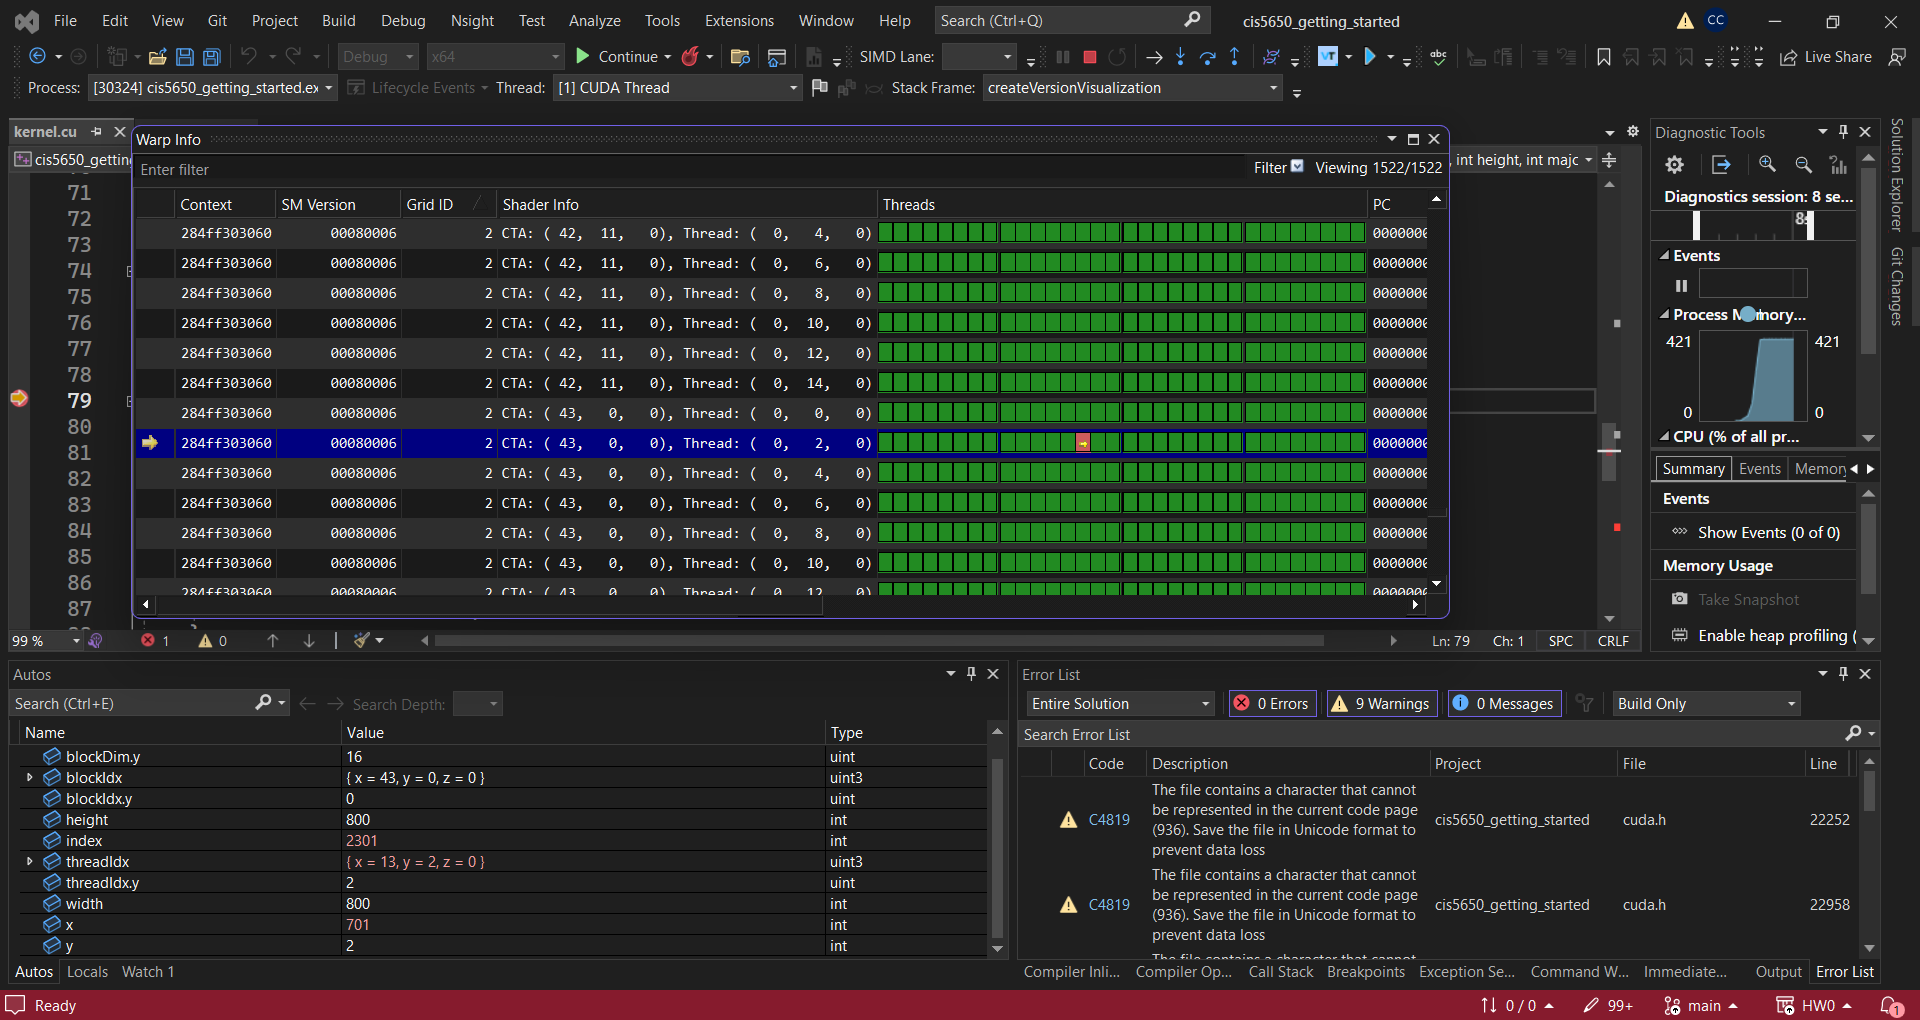 File Edit View Git Project Build Debug Nsight Test Analyze Tools Extensions Window Help Search (Ctrl+Q) cis5650_getting_started CC
Debug x64 Continue SIMD Lane: VT abc Live Share
Process: [30324] cis5650_getting_started.ex Lifecycle Events Thread: [1] CUDA Thread Stack Frame: createVersionVisualization
kernel.cu
cis5650_getting
, int height, int majc
71
72
73
74
75
76
77
78
79
80
81
82
83
84
85
86
87
Warp Info
Enter filter Filter Viewing 1522/1522
Context SM Version Grid ID Shader Info Threads PC
284ff303060 00080006 2 CTA: ( 42, 11, 0), Thread: ( 0, 4, 0) 0000000
284ff303060 00080006 2 CTA: ( 42, 11, 0), Thread: ( 0, 6, 0) 0000000
284ff303060 00080006 2 CTA: ( 42, 11, 0), Thread: ( 0, 8, 0) 0000000
284ff303060 00080006 2 CTA: ( 42, 11, 0), Thread: ( 0, 10, 0) 0000000
284ff303060 00080006 2 CTA: ( 42, 11, 0), Thread: ( 0, 12, 0) 0000000
284ff303060 00080006 2 CTA: ( 42, 11, 0), Thread: ( 0, 14, 0) 0000000
284ff303060 00080006 2 CTA: ( 43, 0, 0), Thread: ( 0, 0, 0) 0000000
284ff303060 00080006 2 CTA: ( 43, 0, 0), Thread: ( 0, 2, 0) 0000000
284ff303060 00080006 2 CTA: ( 43, 0, 0), Thread: ( 0, 4, 0) 0000000
284ff303060 00080006 2 CTA: ( 43, 0, 0), Thread: ( 0, 6, 0) 0000000
284ff303060 00080006 2 CTA: ( 43, 0, 0), Thread: ( 0, 8, 0) 0000000
284ff303060 00080006 2 CTA: ( 43, 0, 0), Thread: ( 0, 10, 0) 0000000
284ff303060 00080006 2 CTA: ( 43, 0, 0), Thread: ( 0, 12, 0) 0000000
99 % 1 0 Ln: 79 Ch: 1 SPC CRLF
Diagnostic Tools
Diagnostics session: 8 se...
Events
421 421
0 0
CPU (% of all pr...
Summary Events Memory
Events
Show Events (0 of 0)
Memory Usage
Take Snapshot
Enable heap profiling (
Solution Explorer
Git Changes
Autos
Search (Ctrl+E) Search Depth:
Name Value Type
blockDim.y 16 uint
blockIdx { x = 43, y = 0, z = 0 } uint3
blockIdx.y 0 uint
height 800 int
index 2301 int
threadIdx { x = 13, y = 2, z = 0 } uint3
threadIdx.y 2 uint
width 800 int
x 701 int
y 2 int
Autos Locals Watch 1
Error List
Entire Solution 0 Errors 9 Warnings 0 Messages Build Only
Search Error List
Code Description Project File Line
C4819 The file contains a character that cannot be represented in the current code page (936). Save the file in Unicode format to prevent data loss cis5650_getting_started cuda.h 22252
C4819 The file contains a character that cannot be represented in the current code page (936). Save the file in Unicode format to prevent data loss cis5650_getting_started cuda.h 22958
The file contains a character that cannot
Compiler Inli... Compiler Op... Call Stack Breakpoints Exception Se... Command W... Immediate... Output Error List
Ready 0 / 0 99+ main HW0 1